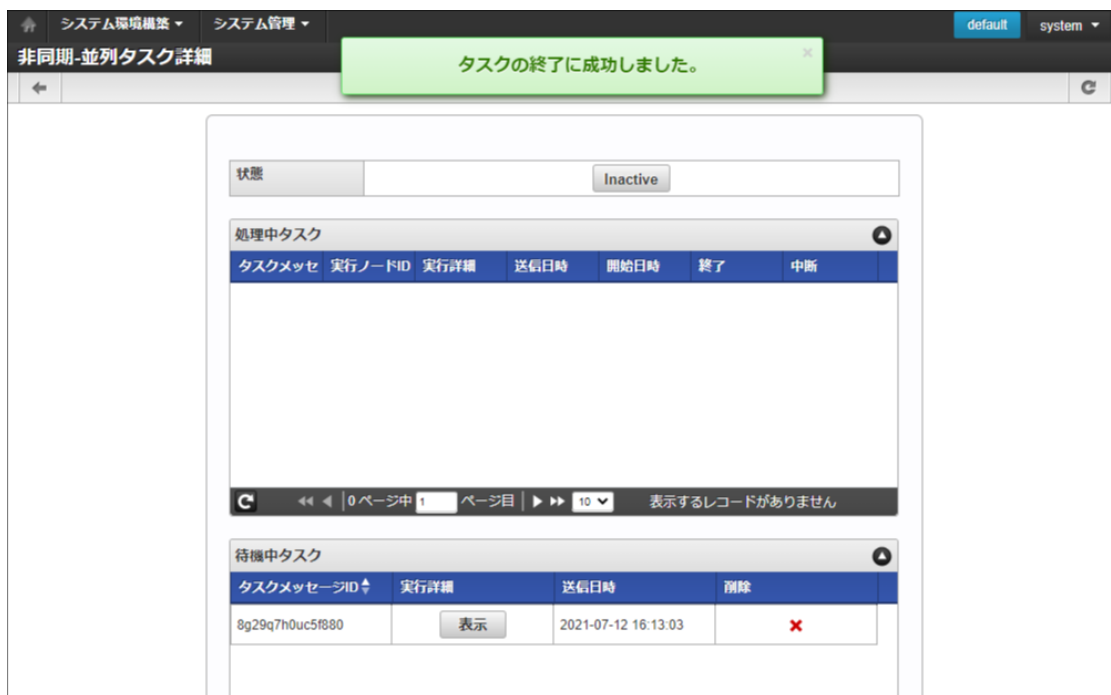 システム環境構築 システム管理 default system
非同期-並列タスク詳細
タスクの終了に成功しました。
状態 Inactive
処理中タスク
タスクメッセ 実行ノードID 実行詳細 送信日時 開始日時 終了 中断
0 ページ中 1 ページ目 10 表示するレコードがありません
待機中タスク
タスクメッセージID 実行詳細 送信日時 削除
8g29q7h0uc5f880 表示 2021-07-12 16:13:03